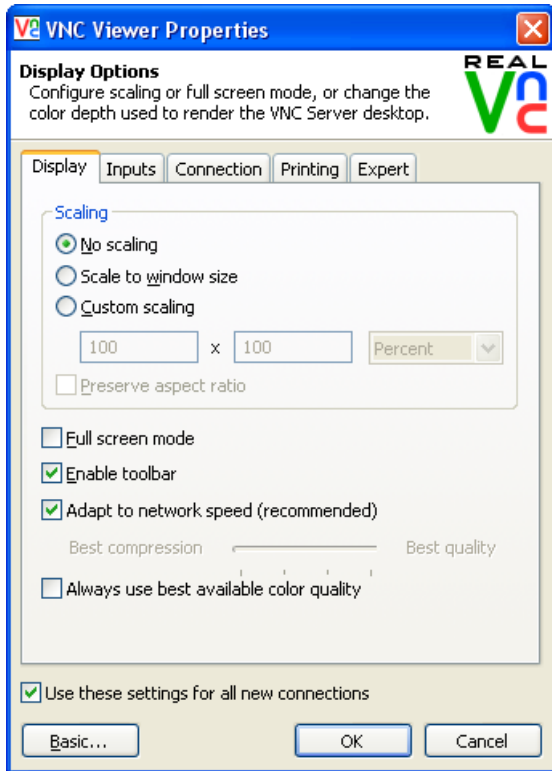 VNC Viewer Properties
Display Options
Configure scaling or full screen mode, or change the
color depth used to render the VNC Server desktop.
REAL
VNC
Display Inputs Connection Printing Expert
Scaling
No scaling
Scale to window size
Custom scaling
100 x 100 Percent
Preserve aspect ratio
Full screen mode
Enable toolbar
Adapt to network speed (recommended)
Best compression Best quality
Always use best available color quality
Use these settings for all new connections
Basic... OK Cancel